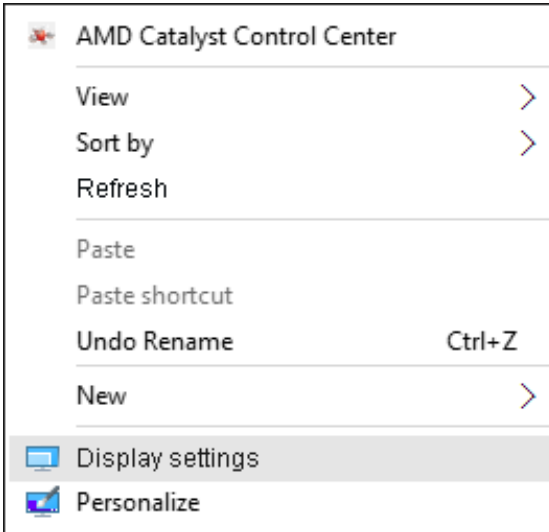 AMD Catalyst Control Center
View
Sort by
Refresh
Paste
Paste shortcut
Undo Rename Ctrl+Z
New
Display settings
Personalize